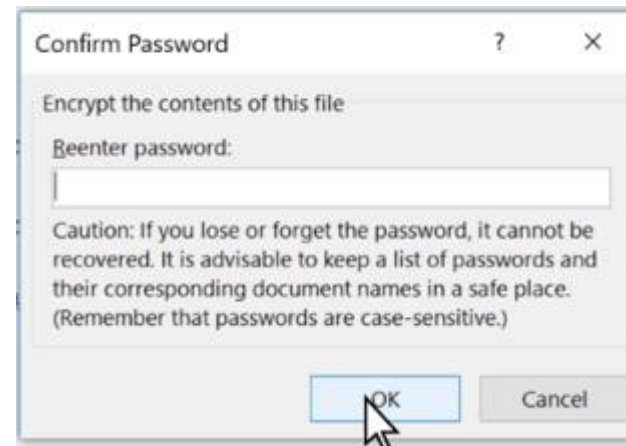 Confirm Password ? ×
Encrypt the contents of this file
Reenter password:
Caution: If you lose or forget the password, it cannot be
recovered. It is advisable to keep a list of passwords and
their corresponding document names in a safe place.
(Remember that passwords are case-sensitive.)
OK Cancel